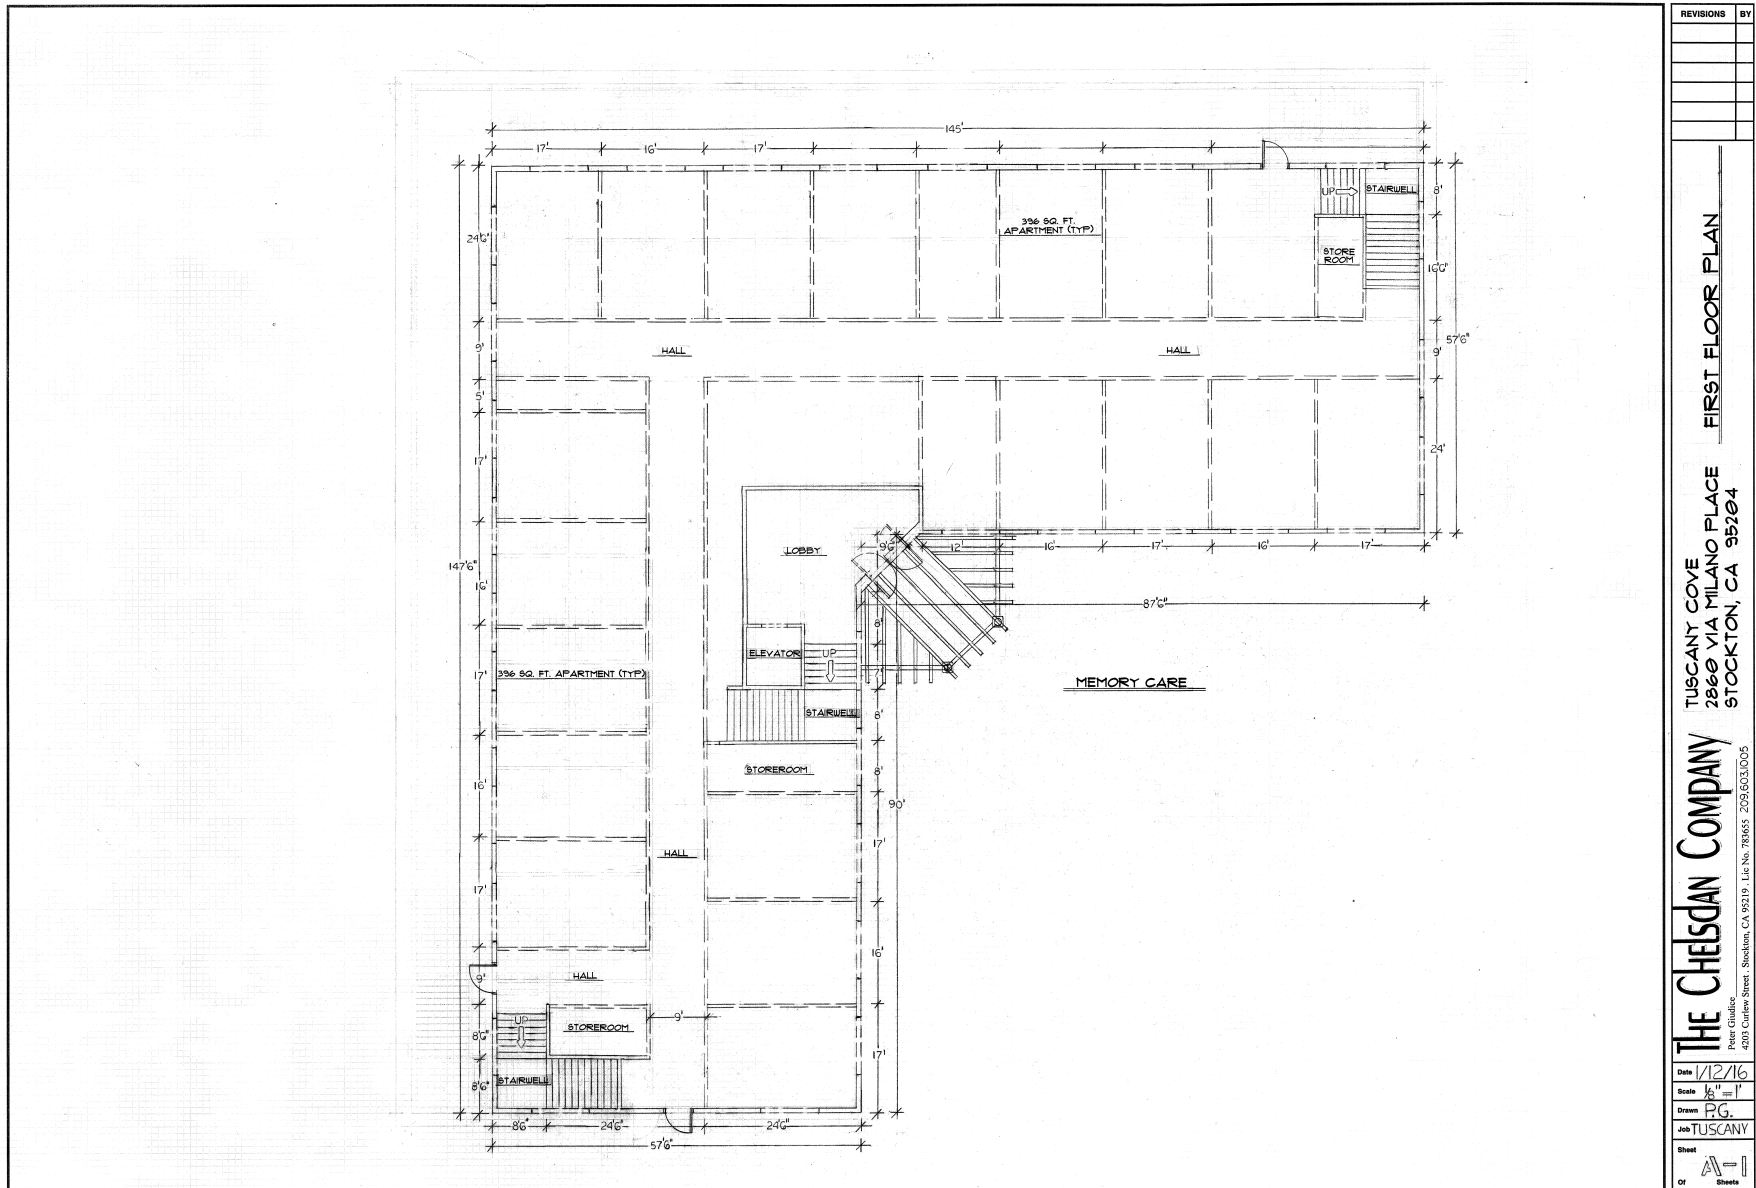 REVISIONS BY
145'
17' 16' 17'
UP STAIRWELL
8'
396 SQ. FT.
APARTMENT (TYP)
24'6"
STORE
ROOM
16'6"
HALL HALL
9' 9' 57'6"
5'
17' 24'
LOBBY
9'6" 12' 16' 17' 16' 17'
147'6"
16'
87'6"
8'
ELEVATOR UP
396 SQ. FT. APARTMENT (TYP)
17'
MEMORY CARE
STAIRWELL
8'
STOREROOM
8'
16'
90'
17'
HALL
17'
16'
HALL
9'
UP
STOREROOM
9'
8'6"
17'
STAIRWELL
8'6"
8'6" 24'6" 24'6"
57'6"
FIRST FLOOR PLAN
TUSCANY COVE
2860 VIA MILANO PLACE
STOCKTON, CA 95204
THE CHELSDAN COMPANY
Peter Giudice
4203 Curlew Street . Stockton, CA 95219 . Lic No. 783655 209.603.1005
Date 1/12/16
Scale 1/8" = 1'
Drawn P.G.
Job TUSCANY
Sheet
A-1
Of Sheets